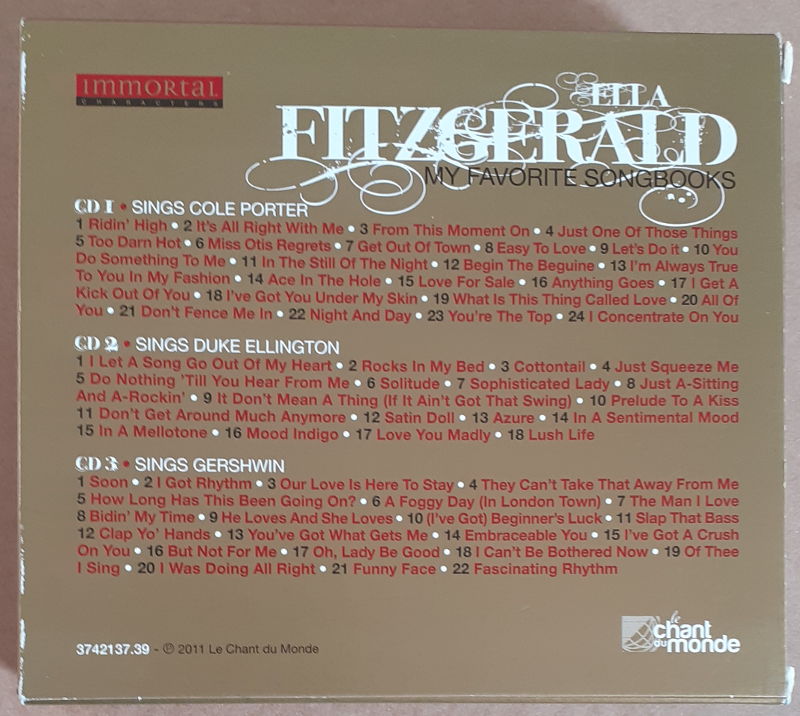 IMMORTAL
CHARACTERS
ELLA
FITZGERALD
MY FAVORITE SONGBOOKS
CD 1 • SINGS COLE PORTER
1 Ridin' High • 2 It's All Right With Me • 3 From This Moment On • 4 Just One Of Those Things
5 Too Darn Hot • 6 Miss Otis Regrets • 7 Get Out Of Town • 8 Easy To Love • 9 Let's Do it • 10 You
Do Something To Me • 11 In The Still Of The Night • 12 Begin The Beguine • 13 I'm Always True
To You In My Fashion • 14 Ace In The Hole • 15 Love For Sale • 16 Anything Goes • 17 I Get A
Kick Out Of You • 18 I've Got You Under My Skin • 19 What Is This Thing Called Love • 20 All Of
You • 21 Don't Fence Me In • 22 Night And Day • 23 You're The Top • 24 I Concentrate On You
CD 2 • SINGS DUKE ELLINGTON
1 I Let A Song Go Out Of My Heart • 2 Rocks In My Bed • 3 Cottontail • 4 Just Squeeze Me
5 Do Nothing 'Till You Hear From Me • 6 Solitude • 7 Sophisticated Lady • 8 Just A-Sitting
And A-Rockin' • 9 It Don't Mean A Thing (If It Ain't Got That Swing) • 10 Prelude To A Kiss
11 Don't Get Around Much Anymore • 12 Satin Doll • 13 Azure • 14 In A Sentimental Mood
15 In A Mellotone • 16 Mood Indigo • 17 Love You Madly • 18 Lush Life
CD 3 • SINGS GERSHWIN
1 Soon • 2 I Got Rhythm • 3 Our Love Is Here To Stay • 4 They Can't Take That Away From Me
5 How Long Has This Been Going On? • 6 A Foggy Day (In London Town) • 7 The Man I Love
8 Bidin' My Time • 9 He Loves And She Loves • 10 (I've Got) Beginner's Luck • 11 Slap That Bass
12 Clap Yo' Hands • 13 You've Got What Gets Me • 14 Embraceable You • 15 I've Got A Crush
On You • 16 But Not For Me • 17 Oh, Lady Be Good • 18 I Can't Be Bothered Now • 19 Of Thee
I Sing • 20 I Was Doing All Right • 21 Funny Face • 22 Fascinating Rhythm
3742137.39 - ℗ 2011 Le Chant du Monde
le
chant
du monde